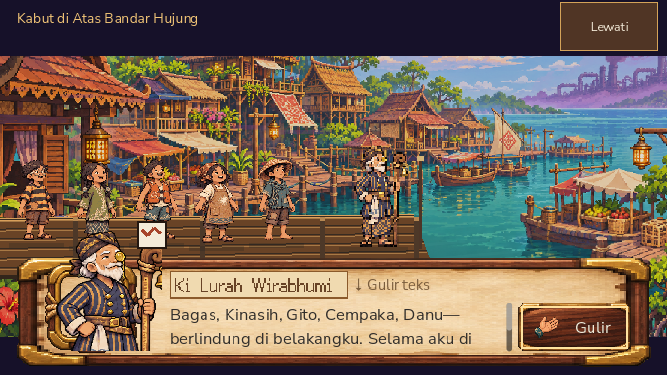 Kabut di Atas Bandar Hujung
Lewati
Ki Lurah Wirabhumi
↓ Gulir teks
Bagas, Kinasih, Gito, Cempaka, Danu—
berlindung di belakangku. Selama aku di
Gulir